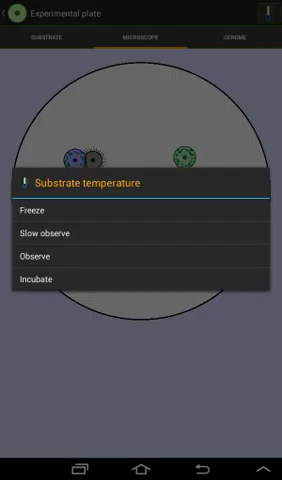 Experimental plate
SUBSTRATE MICROSCOPE GENOME
Substrate temperature
Freeze
Slow observe
Observe
Incubate